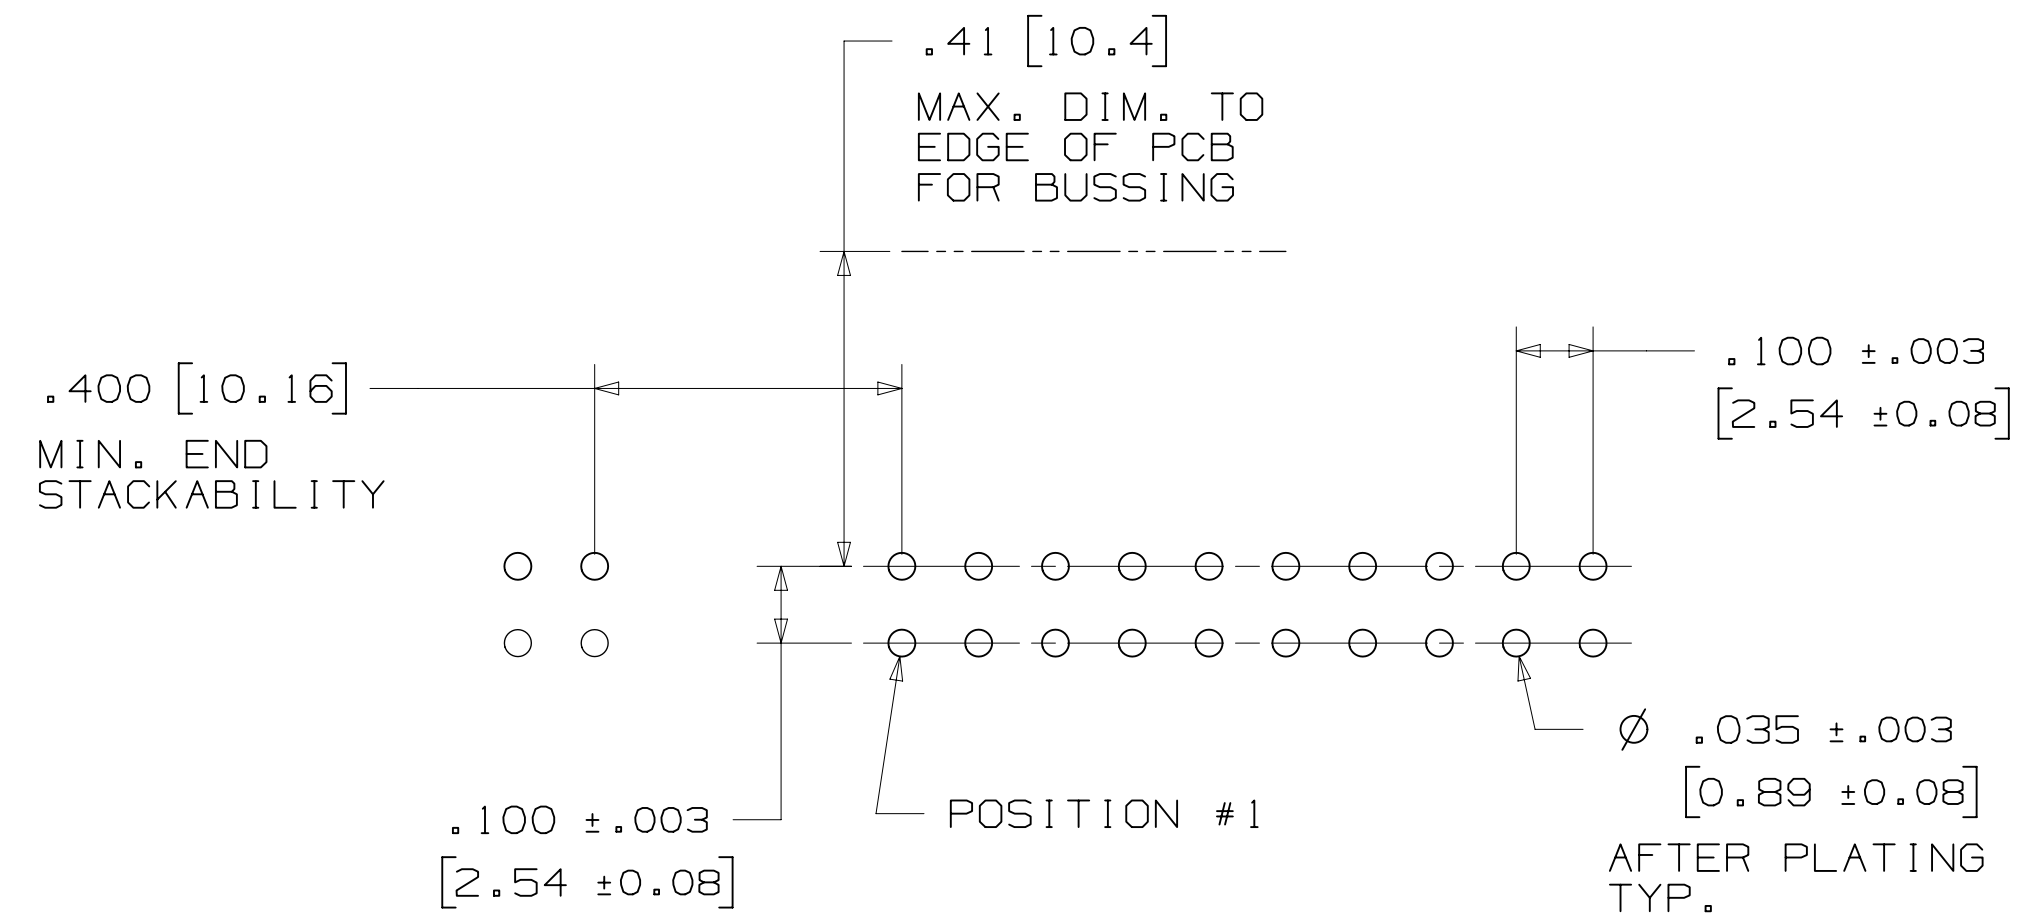 .41 [10.4]
MAX. DIM. TO
EDGE OF PCB
FOR BUSSING
.400 [10.16]
MIN. END
STACKABILITY
.100 ±.003
[2.54 ±0.08]
Ø .035 ±.003
[0.89 ±0.08]
AFTER PLATING
TYP.
POSITION #1
.100 ±.003
[2.54 ±0.08]